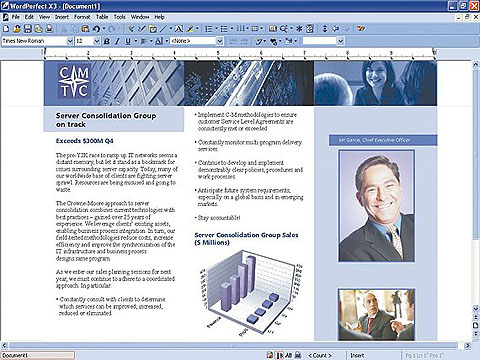 WordPerfect X3 - [Document1]
File Edit View Insert Format Table Tools Window Help
Times New Roman 12 <None>
C M
T C
Server Consolidation Group
on track
Exceeds $300M Q4
The pre-Y2K race to ramp up IT networks seems a
distant memory, but let it stand as a bookmark for
issues surrounding server capacity. Today, many of
our worldwide base of clients are fighting server
sprawl. Resources are being misused and going to
waste.
The Crowne-Moore approach to server
consolidation combines current technologies with
best practices – gained over 25 years of
experience. We leverage clients' existing assets,
enabling business process integration. In turn, our
field-tested methodologies reduce costs, increase
efficiency and improve the synchronization of the
IT infrastructure and business process
designs same program.
As we enter our sales planning sessions for next
year, we must continue to adhere to a coordinated
approach. In particular:
• Constantly consult with clients to determine
which services can be improved, increased,
reduced or eliminated.
• Implement C-M methodologies to ensure
customer Service Level Agreements are
consistently met or exceeded.
• Constantly monitor multi program delivery
services
• Continue to develop and implement
demonstrably clear policies, procedures and
work processes
• Anticipate future system requirements,
especially on a global basis and in emerging
markets.
• Stay accountable!
Server Consolidation Group Sales
($ Millions)
Mr. Garcia, Chief Executive Officer
Document1
AB
< Count >
Insert
Pg 1 Ln 1" Pos 1"